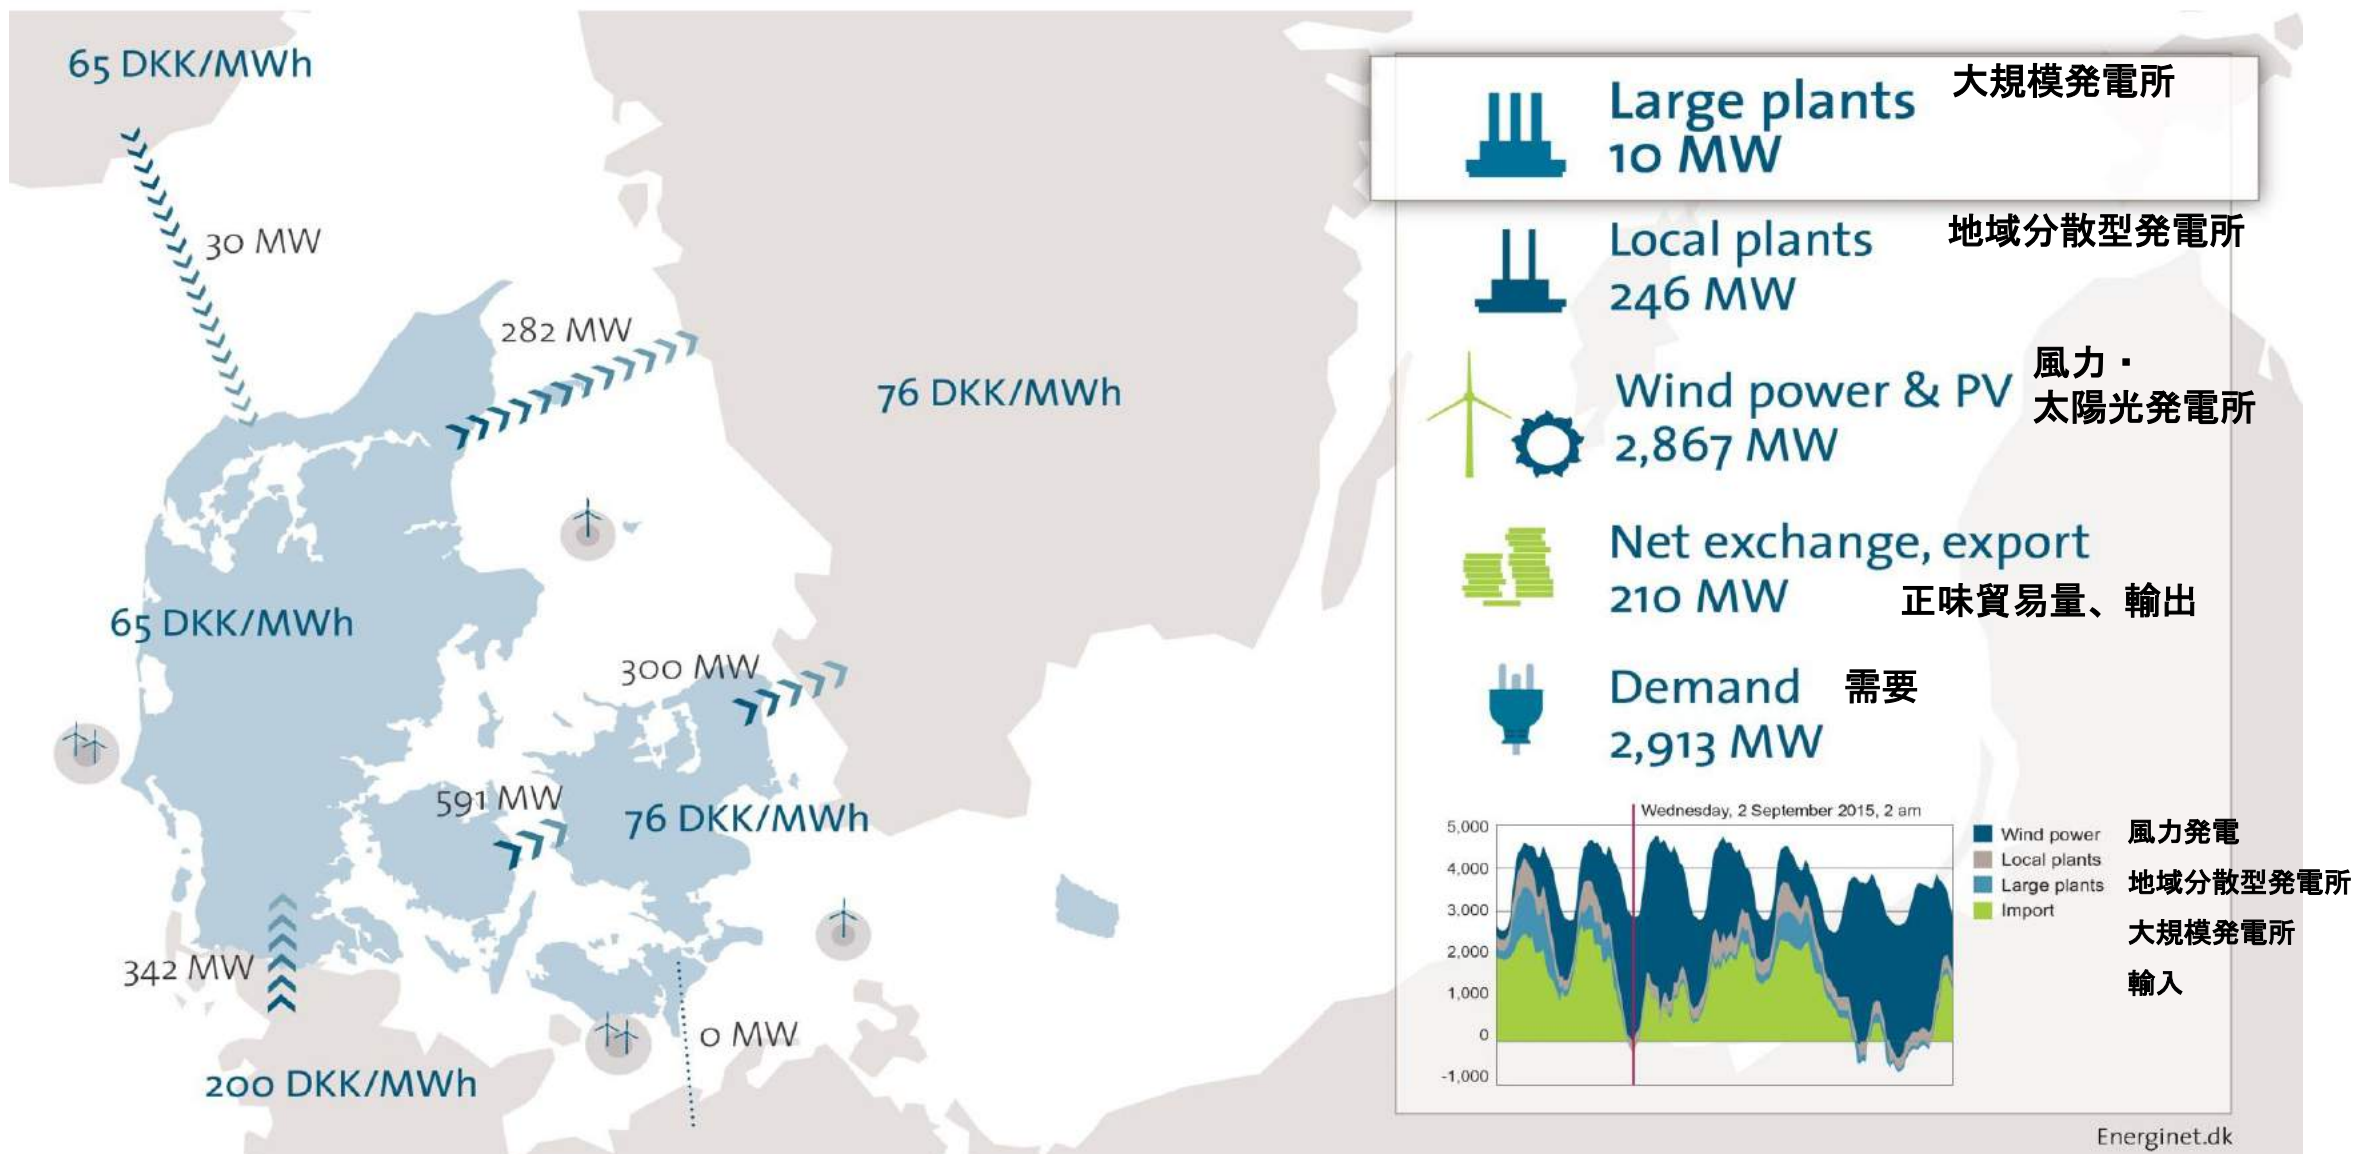 65 DKK/MWh
30 MW
282 MW
76 DKK/MWh
65 DKK/MWh
300 MW
591 MW
76 DKK/MWh
342 MW
0 MW
200 DKK/MWh
Large plants 大規模発電所
10 MW
Local plants 地域分散型発電所
246 MW
Wind power & PV 風力・
太陽光発電所
2,867 MW
Net exchange, export
210 MW 正味貿易量、輸出
Demand 需要
2,913 MW
Wednesday, 2 September 2015, 2 am
5,000
4,000
3,000
2,000
1,000
0
-1,000
Wind power 風力発電
Local plants 地域分散型発電所
Large plants 大規模発電所
Import 輸入
Energinet.dk